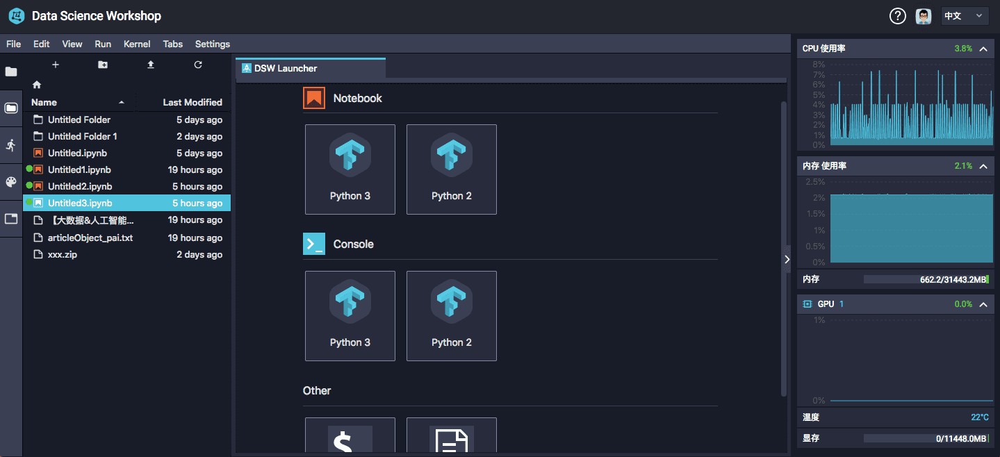 Data Science Workshop
中文
File Edit View Run Kernel Tabs Settings
Name Last Modified
Untitled Folder 5 days ago
Untitled Folder 1 2 days ago
Untitled.ipynb 5 days ago
Untitled1.ipynb 19 hours ago
Untitled2.ipynb 5 hours ago
Untitled3.ipynb 5 hours ago
【大数据&人工智能... 19 hours ago
articleObject_pai.txt 19 hours ago
xxx.zip 2 days ago
DSW Launcher
Notebook
Python 3 Python 2
Console
Python 3 Python 2
Other
CPU 使用率 3.8%
8%
7%
6%
5%
4%
3%
2%
1%
0%
内存 使用率 2.1%
2.5%
2%
1.5%
1%
0.5%
0%
内存 662.2/31443.2MB
GPU 1 0.0%
1%
0%
温度 22°C
显存 0/11448.0MB